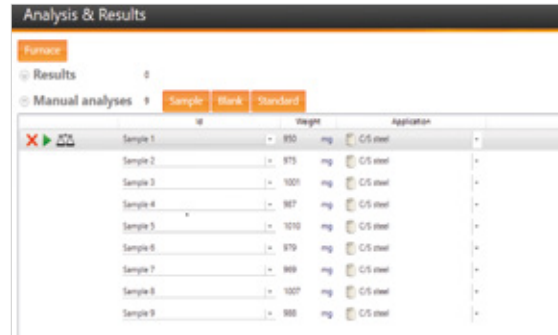 Analysis & Results
Furnace
Results 0
Manual analyses 9 Sample Blank Standard
Id Weight Application
Sample 1 950 mg C/S steel
Sample 2 975 mg C/S steel
Sample 3 1001 mg C/S steel
Sample 4 987 mg C/S steel
Sample 5 1010 mg C/S steel
Sample 6 979 mg C/S steel
Sample 7 969 mg C/S steel
Sample 8 1007 mg C/S steel
Sample 9 988 mg C/S steel